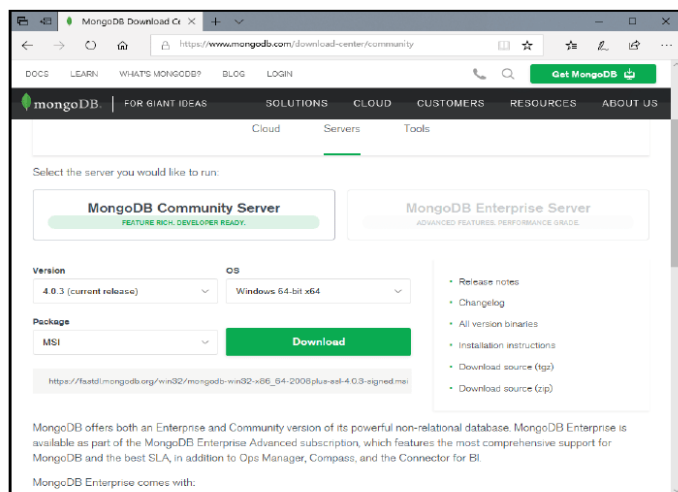 MongoDB Download Ce
https://www.mongodb.com/download-center/community
DOCS LEARN WHAT'S MONGODB? BLOG LOGIN Get MongoDB
mongoDB. FOR GIANT IDEAS SOLUTIONS CLOUD CUSTOMERS RESOURCES ABOUT US
Cloud Servers Tools
Select the server you would like to run:
MongoDB Community Server MongoDB Enterprise Server
FEATURE RICH. DEVELOPER READY. ADVANCED FEATURES. PERFORMANCE GRADE.
Version OS
4.0.3 (current release) Windows 64-bit x64
Package
MSI Download
https://fastdl.mongodb.org/win32/mongodb-win32-x86_64-2008plus-ssl-4.0.3-signed.msi
Release notes
Changelog
All version binaries
Installation instructions
Download source (tgz)
Download source (zip)
MongoDB offers both an Enterprise and Community version of its powerful non-relational database. MongoDB Enterprise is
available as part of the MongoDB Enterprise Advanced subscription, which features the most comprehensive support for
MongoDB and the best SLA, in addition to Ops Manager, Compass, and the Connector for BI.
MongoDB Enterprise comes with: